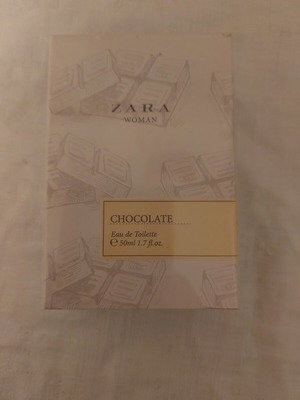 ZARA
WOMAN
CHOCOLATE
Eau de Toilette
℮ 50ml 1.7 fl.oz.